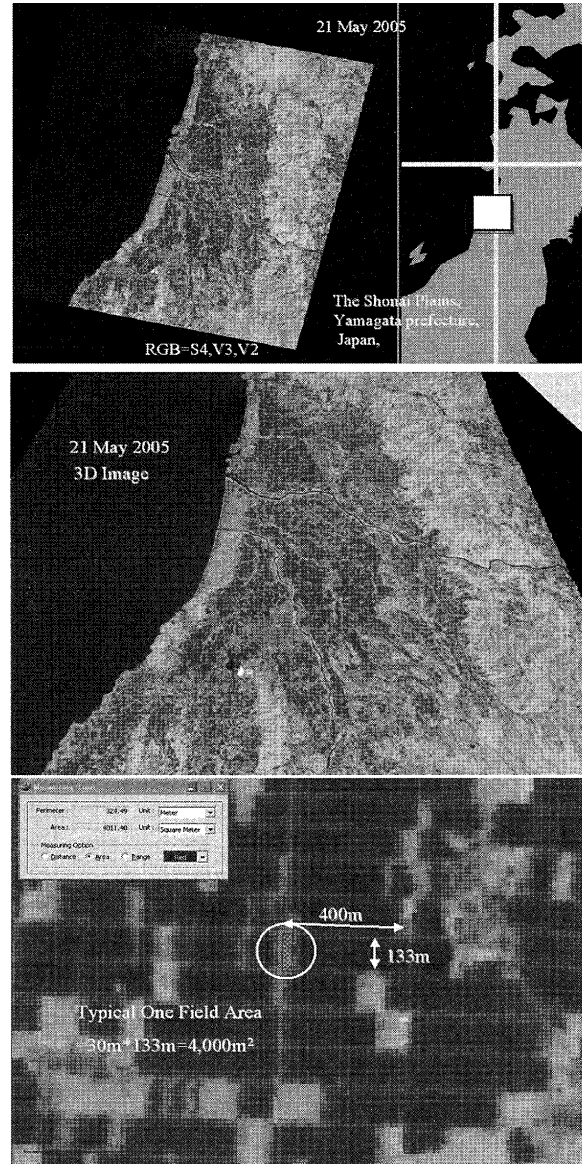 21 May 2005
The Shonai Plains,
Yamagata prefecture,
Japan,
RGB=S4,V3,V2
21 May 2005
3D Image
Perimeter :
Unit :
Meter
Area :
Unit :
Square Meter
Measuring Option
Distance
Area
Range
Red
400m
133m
Typical One Field Area
=30m*133m=4,000m²